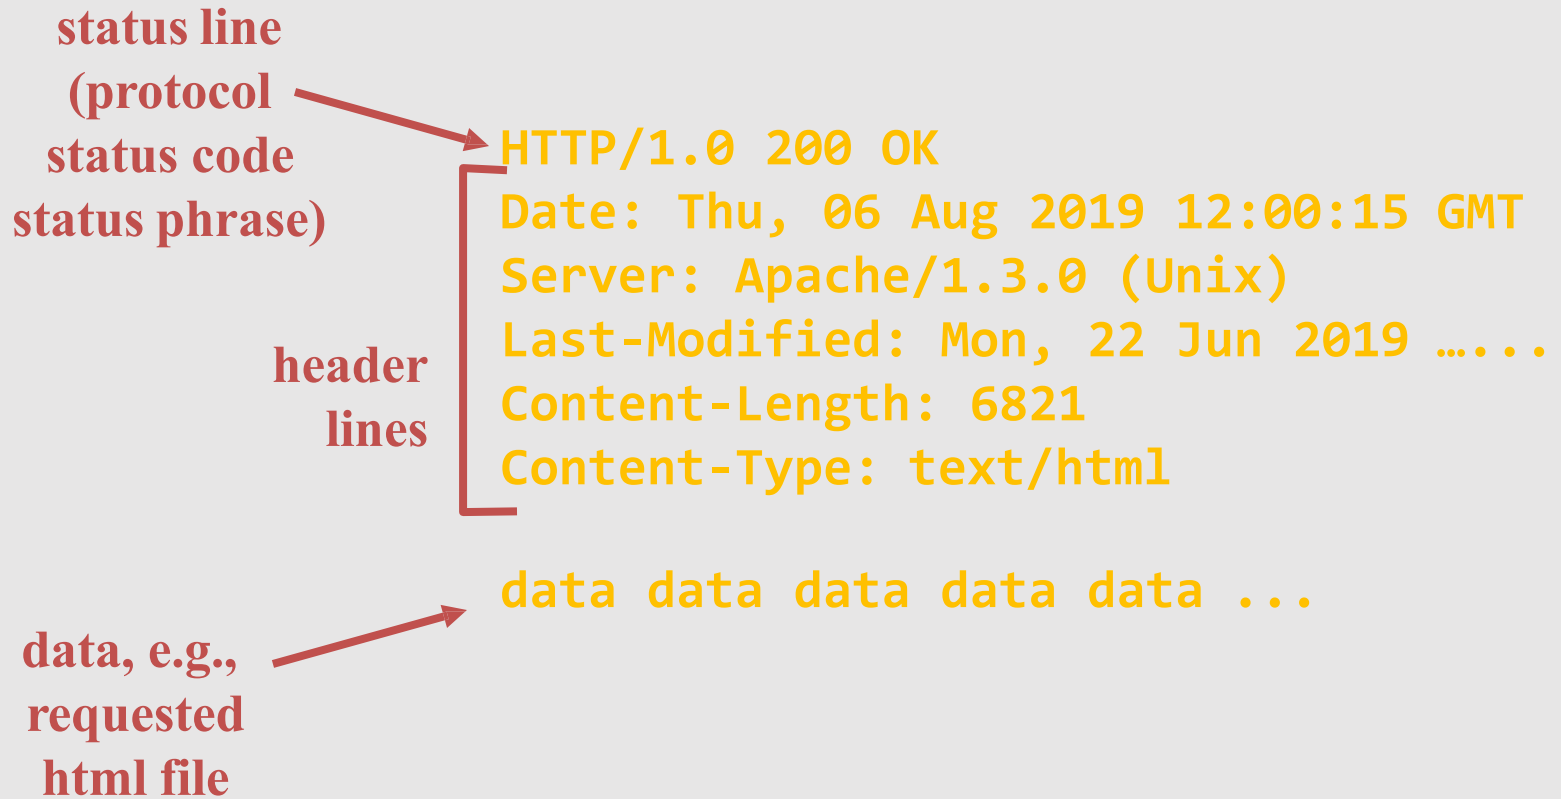 status line
(protocol
status code
status phrase)
HTTP/1.0 200 OK
Date: Thu, 06 Aug 2019 12:00:15 GMT
Server: Apache/1.3.0 (Unix)
Last-Modified: Mon, 22 Jun 2019 …...
Content-Length: 6821
Content-Type: text/html
header
lines
data data data data data ...
data, e.g.,
requested
html file